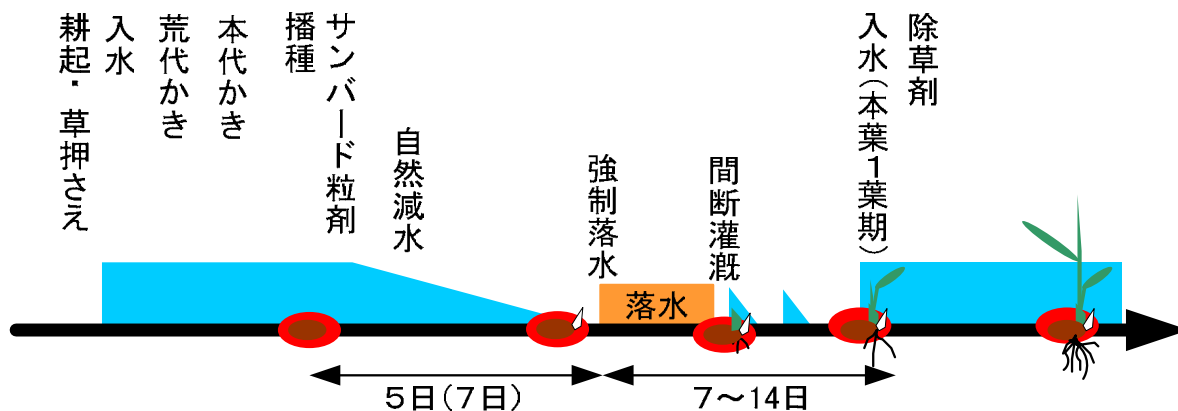 耕起・草押さえ
入水
荒代かき
本代かき
播種
サンバード粒剤
自然減水
強制落水
落水
間断灌漑
入水(本葉1葉期)
除草剤
5日(7日)
7〜14日